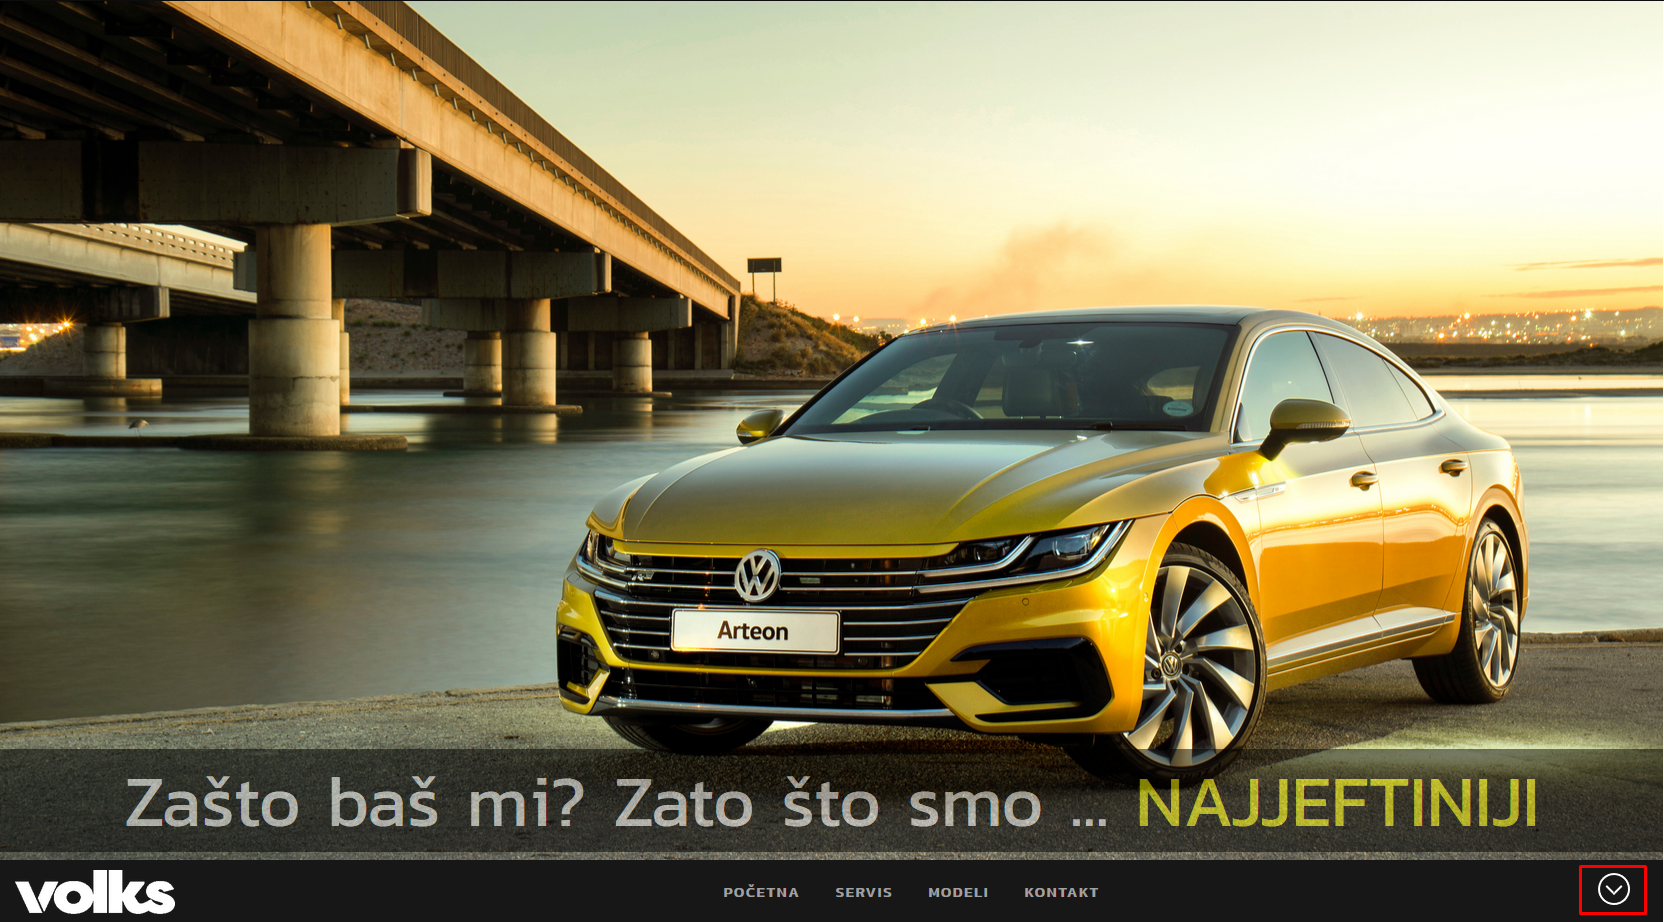 Arteon
Zašto baš mi? Zato što smo ... NAJJEFTINIJI
volks
POČETNA SERVIS MODELI KONTAKT